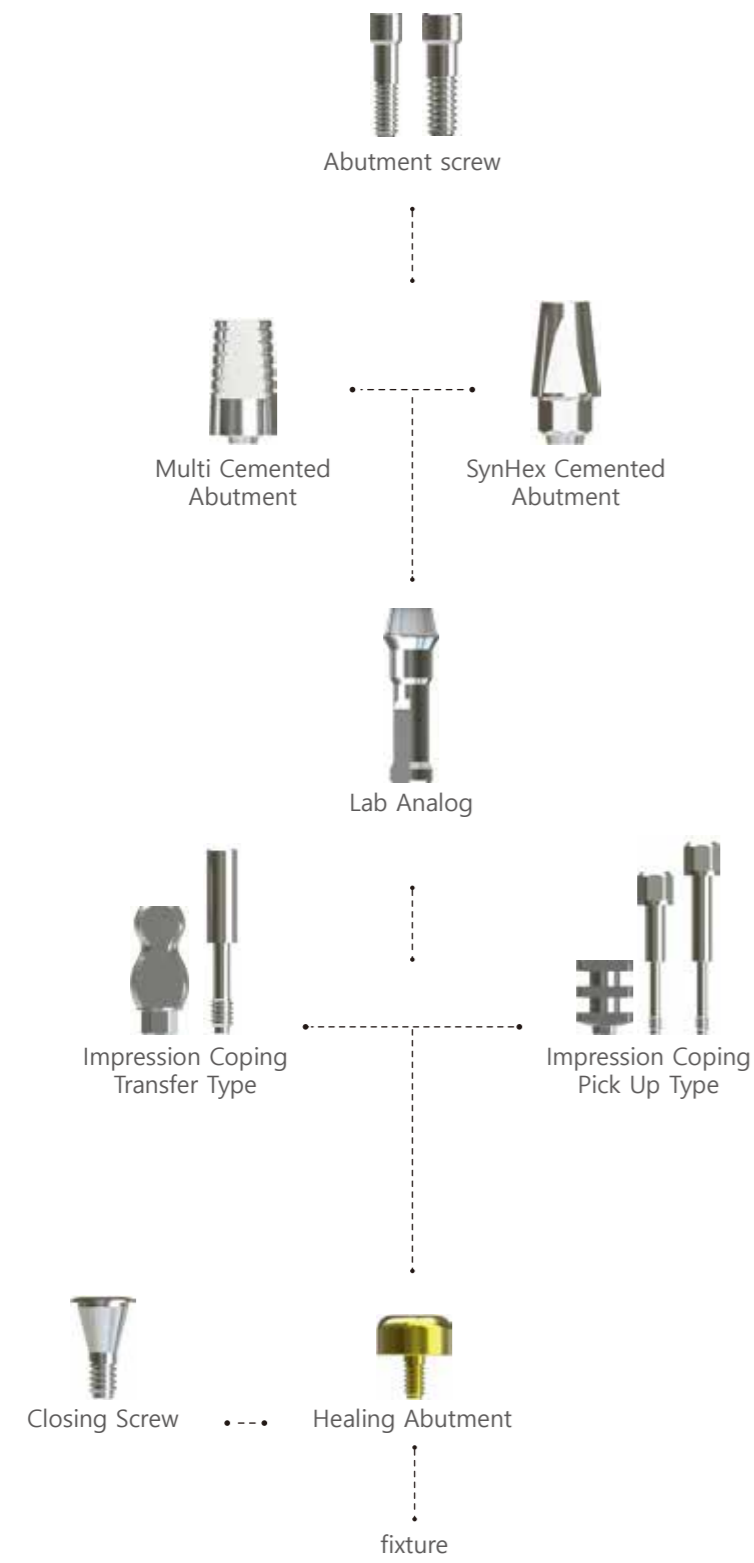 Abutment screw
Multi Cemented
Abutment
SynHex Cemented
Abutment
Lab Analog
Impression Coping
Transfer Type
Impression Coping
Pick Up Type
Closing Screw
Healing Abutment
fixture